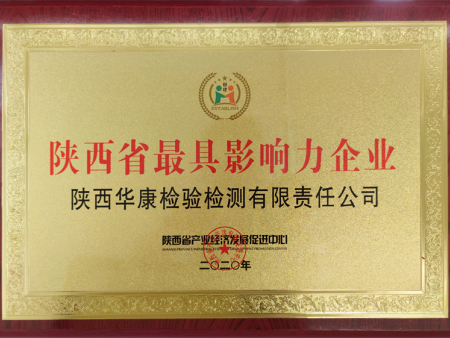 陕西省最具影响力企业
陕西华康检验检测有限责任公司
陕西省产业经济发展促进中心
二〇二〇年